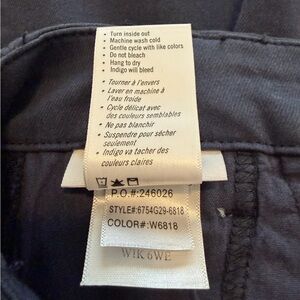 • Turn inside out
• Machine wash cold
• Gentle cycle with like colors
• Do not bleach
• Hang to dry
• Indigo will bleed
• Tourner à l'envers
• Laver en machine à
l'eau froide
• Cycle délicat avec
des couleurs semblables
• Ne pas blanchir
• Suspendre pour sécher
seulement
• Indigo va tacher des
couleurs claires
P.O.#:246026
STYLE#:6754G29-6818
COLOR#:W6818